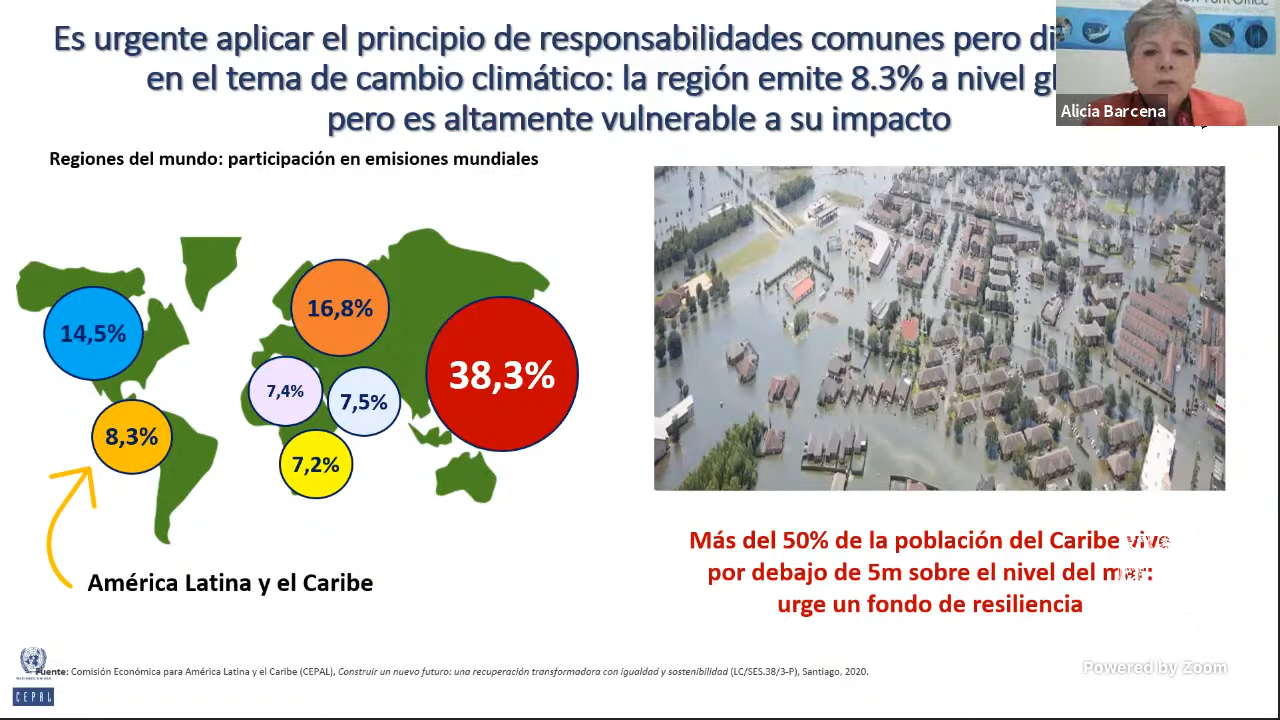 Es urgente aplicar el principio de responsabilidades comunes pero
en el tema de cambio climático: la región emite 8.3% a nivel
pero es altamente vulnerable a su impacto
Alicia Barcena
Regiones del mundo: participación en emisiones mundiales
14,5%
16,8%
38,3%
7,4%
7,5%
8,3%
7,2%
América Latina y el Caribe
Más del 50% de la población del Caribe vive
por debajo de 5m sobre el nivel del mar:
urge un fondo de resiliencia
Fuente: Comisión Económica para América Latina y el Caribe (CEPAL), Construir un nuevo futuro: una recuperación transformadora con igualdad y sostenibilidad (LC/SES.38/3-P), Santiago, 2020.
NACIONES UNIDAS
CEPAL
Powered by Zoom